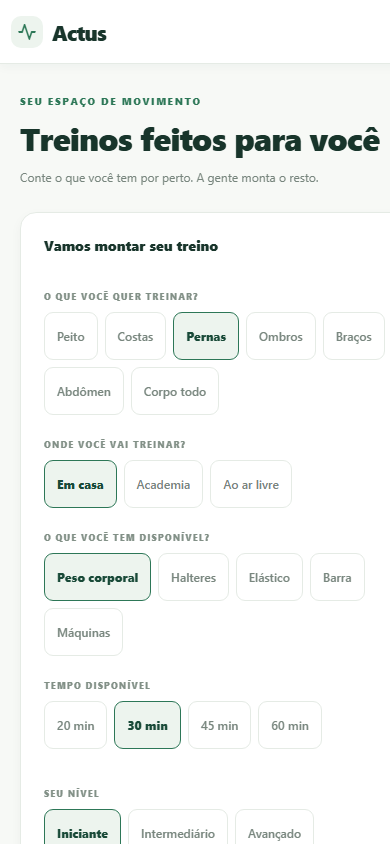 Actus
SEU ESPAÇO DE MOVIMENTO
Treinos feitos para você
Conte o que você tem por perto. A gente monta o resto.
Vamos montar seu treino
O QUE VOCÊ QUER TREINAR?
Peito Costas Pernas Ombros Braços
Abdômen Corpo todo
ONDE VOCÊ VAI TREINAR?
Em casa Academia Ao ar livre
O QUE VOCÊ TEM DISPONÍVEL?
Peso corporal Halteres Elástico Barra
Máquinas
TEMPO DISPONÍVEL
20 min 30 min 45 min 60 min
SEU NÍVEL
Iniciante Intermediário Avançado